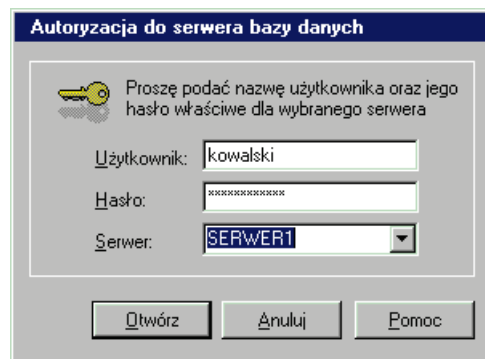 Autoryzacja do serwera bazy danych
Proszę podać nazwę użytkownika oraz jego
hasło właściwe dla wybranego serwera
Użytkownik: kowalski
Hasło: ************
Serwer: SERWER1
Otwórz Anuluj Pomoc